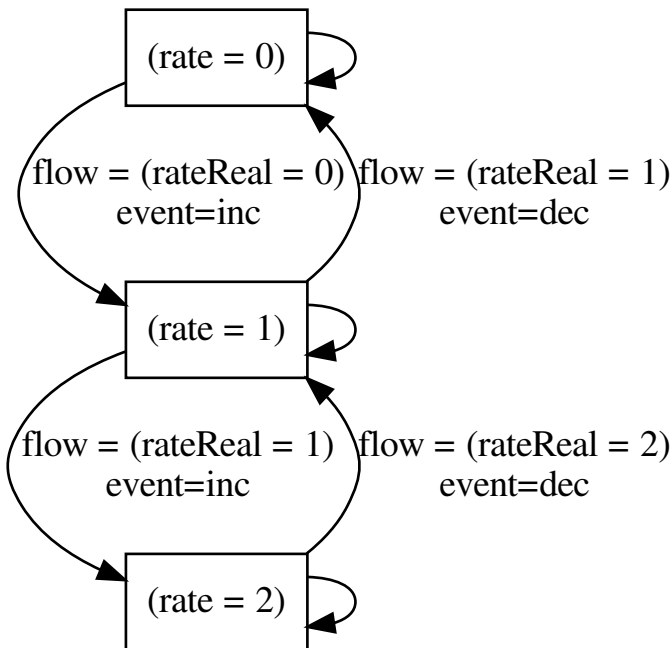 (rate = 0)
flow = (rateReal = 0)
event=inc
flow = (rateReal = 1)
event=dec
(rate = 1)
flow = (rateReal = 1)
event=inc
flow = (rateReal = 2)
event=dec
(rate = 2)